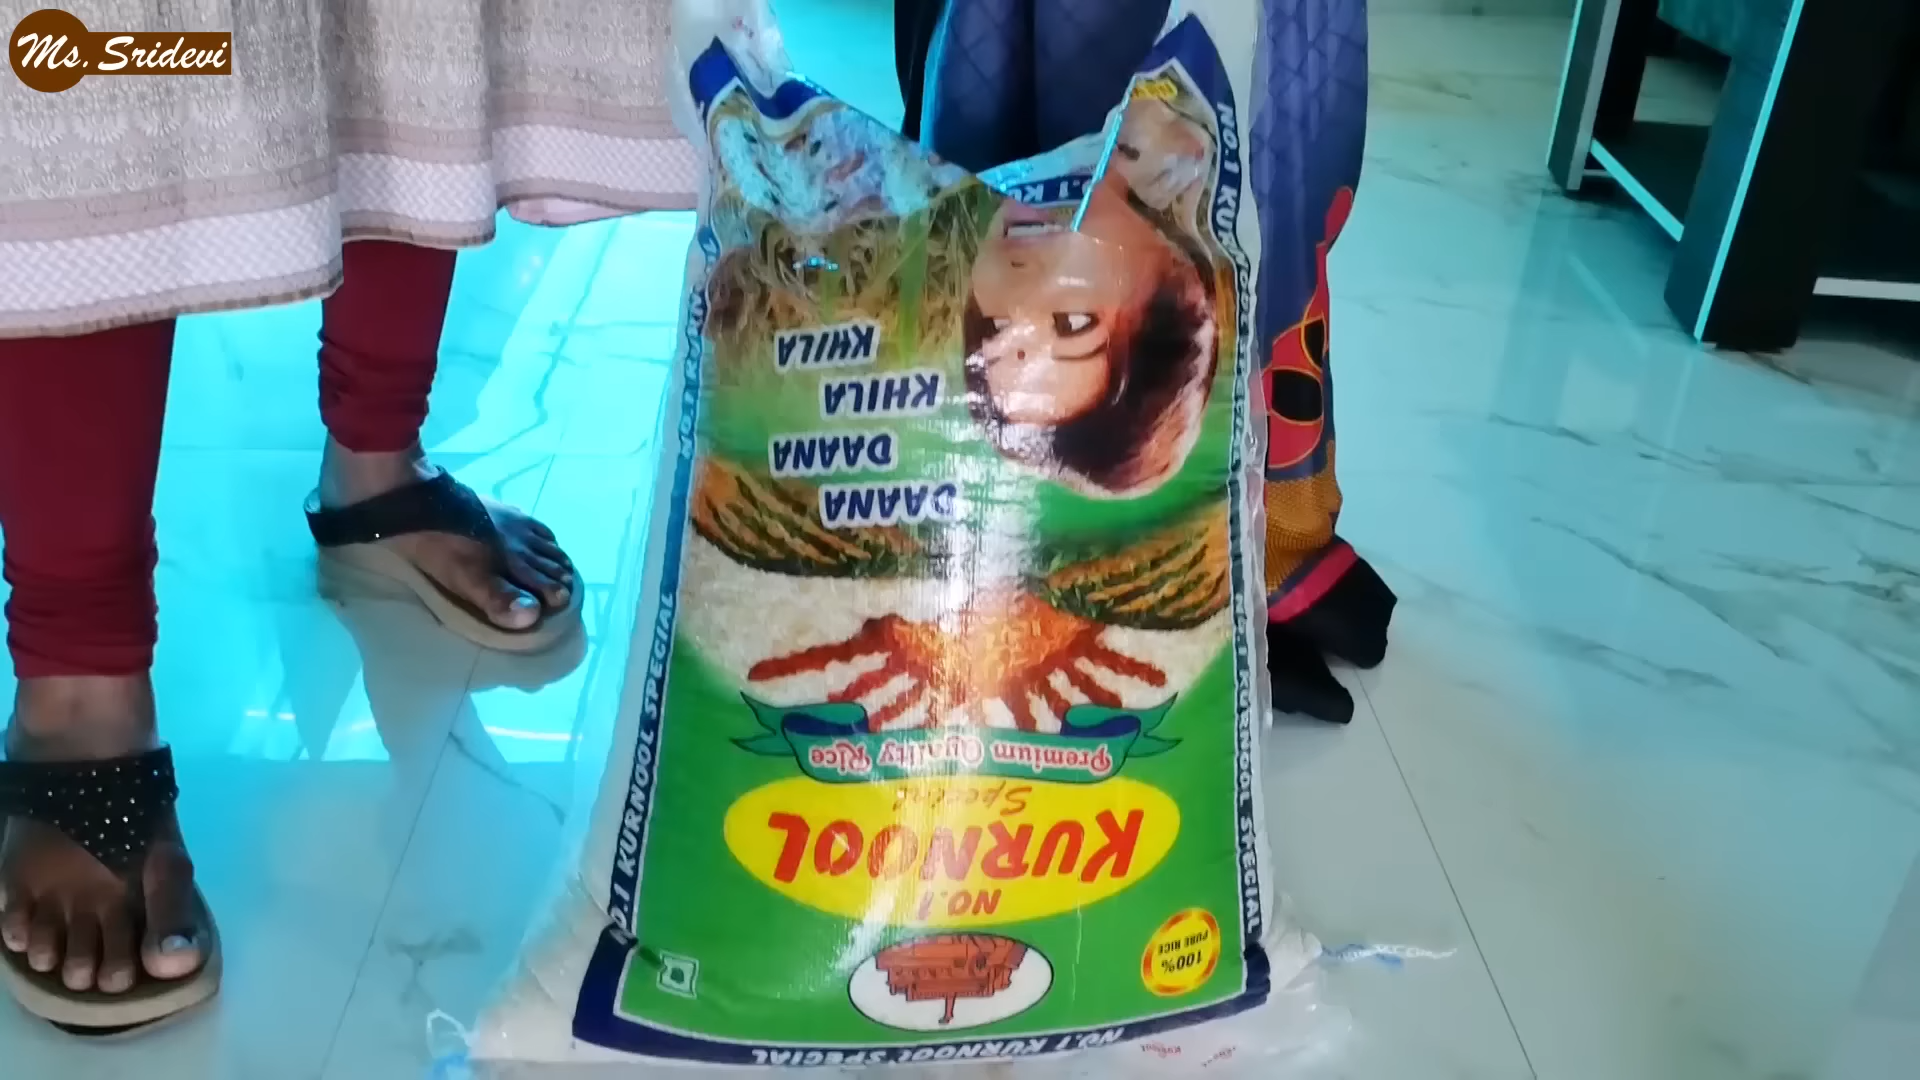 Ms. Sridevi
100%
PURE RICE
NO.1
KURNOOL
Special
Premium Quality Rice
DAANA
DAANA
KHILA
KHILA
NO.1 KURNOOL SPECIAL
NO.1 KURNOOL SPECIAL
NO.1 KURNOOL SPECIAL